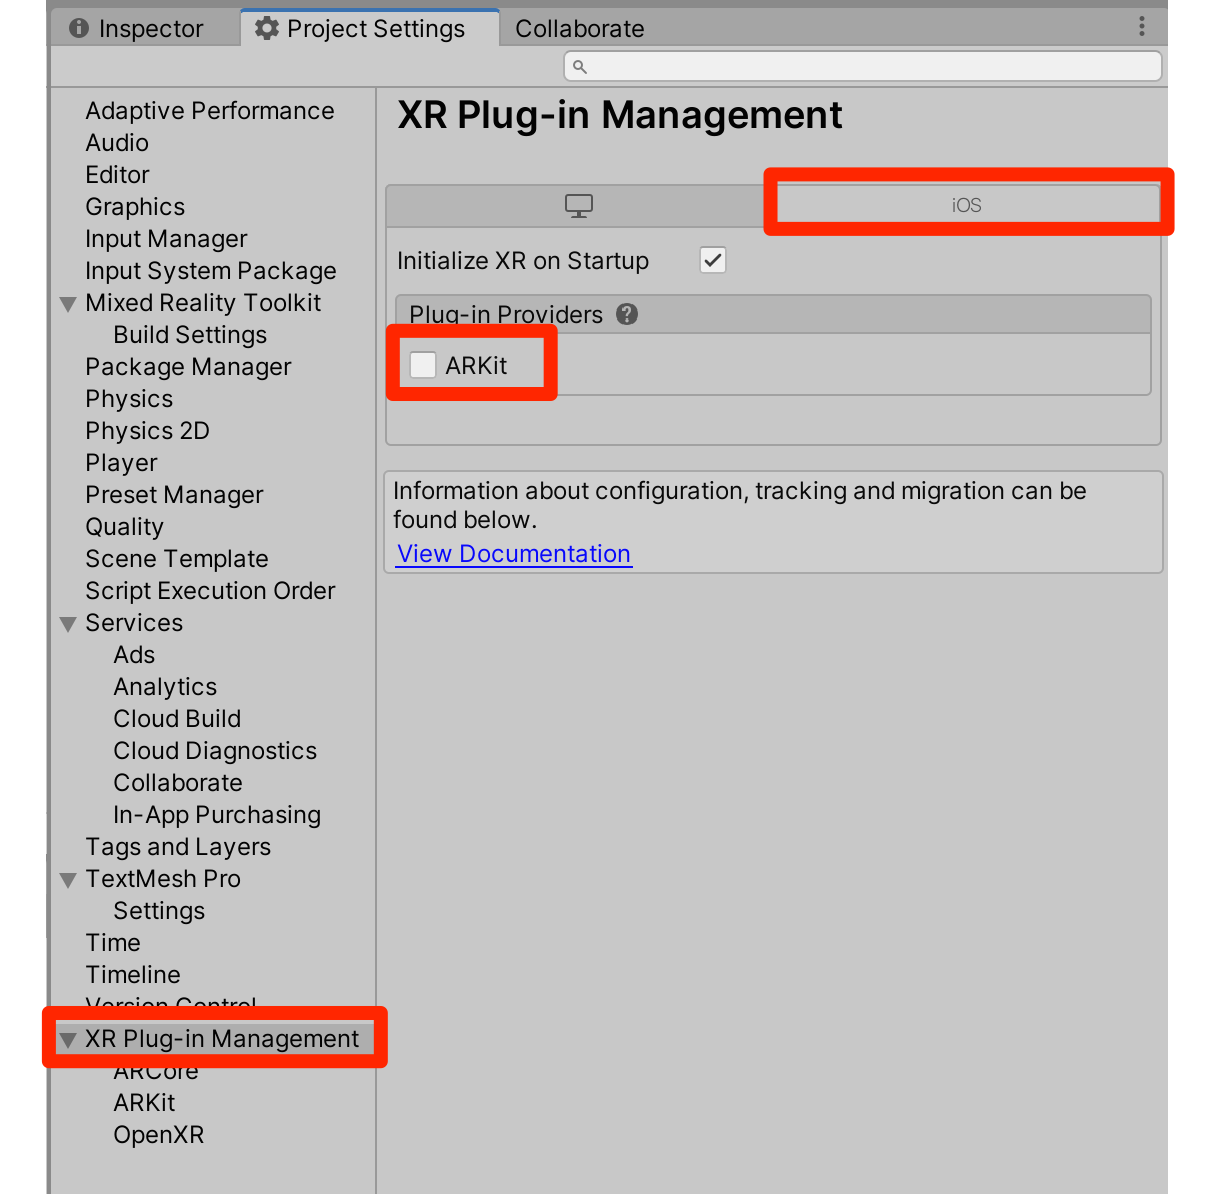 Inspector
Project Settings
Collaborate
Adaptive Performance
Audio
Editor
Graphics
Input Manager
Input System Package
Mixed Reality Toolkit
Build Settings
Package Manager
Physics
Physics 2D
Player
Preset Manager
Quality
Scene Template
Script Execution Order
Services
Ads
Analytics
Cloud Build
Cloud Diagnostics
Collaborate
In-App Purchasing
Tags and Layers
TextMesh Pro
Settings
Time
Timeline
Version Control
XR Plug-in Management
ARCore
ARKit
OpenXR
XR Plug-in Management
iOS
Initialize XR on Startup
Plug-in Providers
ARKit
Information about configuration, tracking and migration can be
found below.
View Documentation